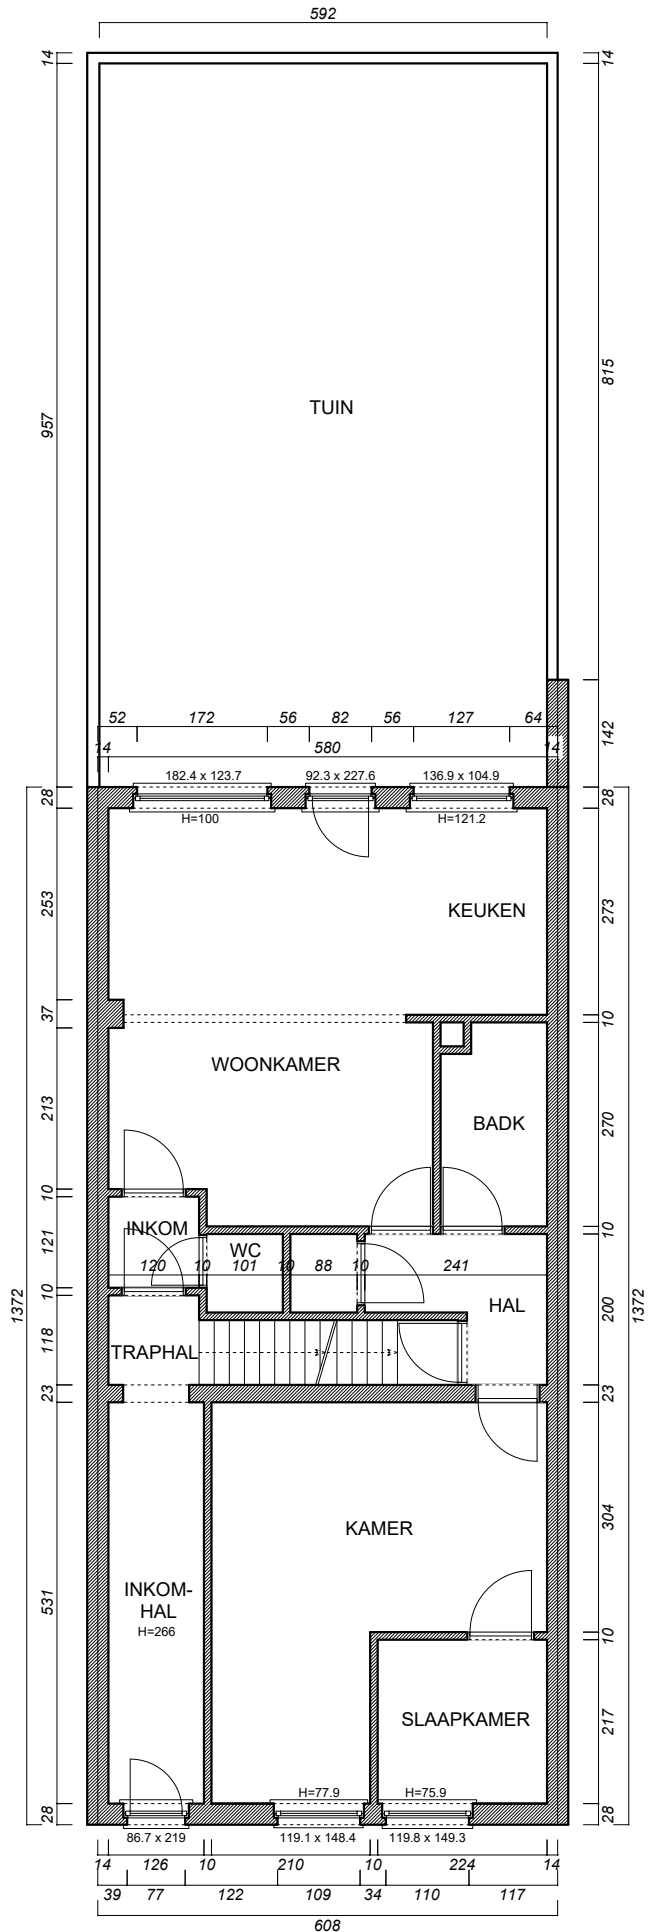 592
14
14
957
815
TUIN
52 172 56 82 56 127 64
142
14 580 14
182.4 x 123.7 92.3 x 227.6 136.9 x 104.9
28 28
H=100 H=121.2
253 273
KEUKEN
37 10
WOONKAMER
213 270
BADK
10 10
INKOM
WC
121
120 10 101 10 88 10 241
10 200
HAL
1372 1372
118
TRAPHAL
23 23
KAMER
304
531
INKOM-
HAL
H=266
10
SLAAPKAMER
217
H=77.9 H=75.9
28 28
86.7 x 219 119.1 x 148.4 119.8 x 149.3
14 126 10 210 10 224 14
39 77 122 109 34 110 117
608